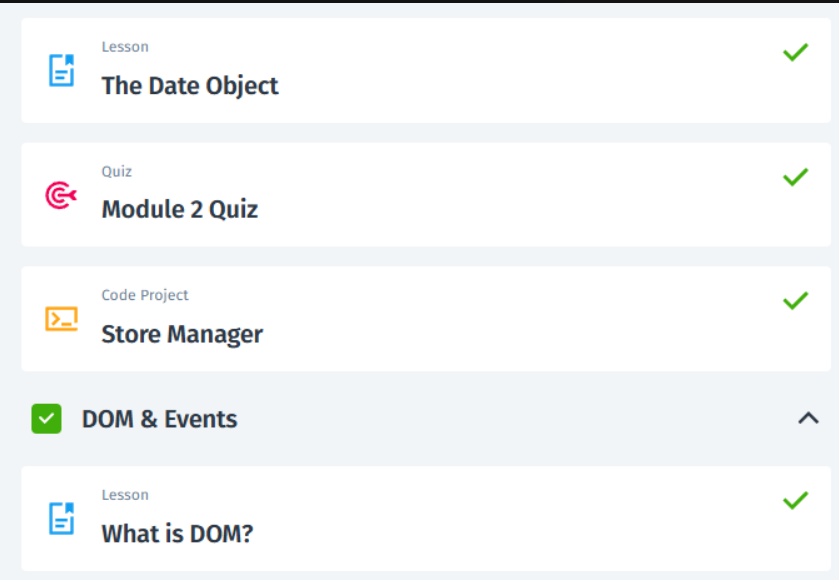 Lesson
The Date Object
Quiz
Module 2 Quiz
Code Project
Store Manager
DOM & Events
Lesson
What is DOM?